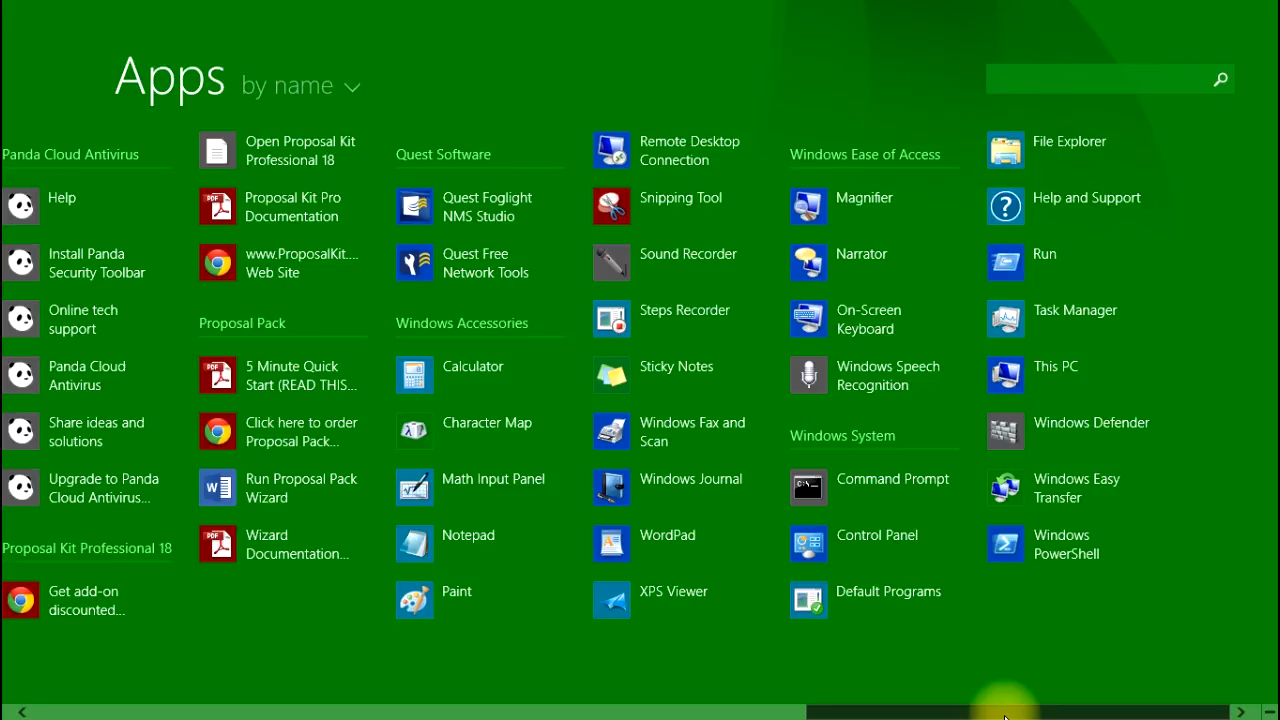 Apps by name
Panda Cloud Antivirus
Help
Install Panda
Security Toolbar
Online tech
support
Panda Cloud
Antivirus
Share ideas and
solutions
Upgrade to Panda
Cloud Antivirus...
Proposal Kit Professional 18
Get add-on
discounted...
Open Proposal Kit
Professional 18
PDF
Proposal Kit Pro
Documentation
www.ProposalKit....
Web Site
Proposal Pack
PDF
5 Minute Quick
Start (READ THIS...
Click here to order
Proposal Pack...
W
Run Proposal Pack
Wizard
PDF
Wizard
Documentation...
Quest Software
Quest Foglight
NMS Studio
Quest Free
Network Tools
Windows Accessories
Calculator
Character Map
Math Input Panel
Notepad
Paint
Remote Desktop
Connection
Snipping Tool
Sound Recorder
Steps Recorder
Sticky Notes
Windows Fax and
Scan
Windows Journal
WordPad
XPS Viewer
Windows Ease of Access
Magnifier
Narrator
On-Screen
Keyboard
Windows Speech
Recognition
Windows System
C:\_
Command Prompt
Control Panel
Default Programs
File Explorer
?
Help and Support
Run
Task Manager
This PC
Windows Defender
Windows Easy
Transfer
Windows
PowerShell